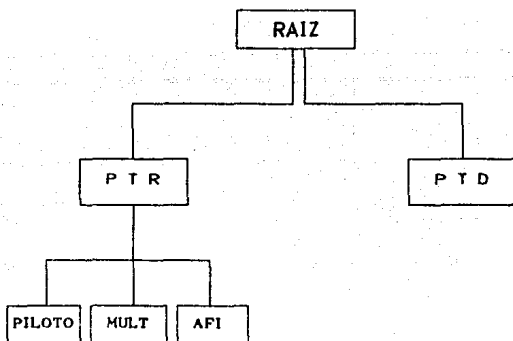 RAIZ
P T R
P T D
PILOTO
MULT
AFI